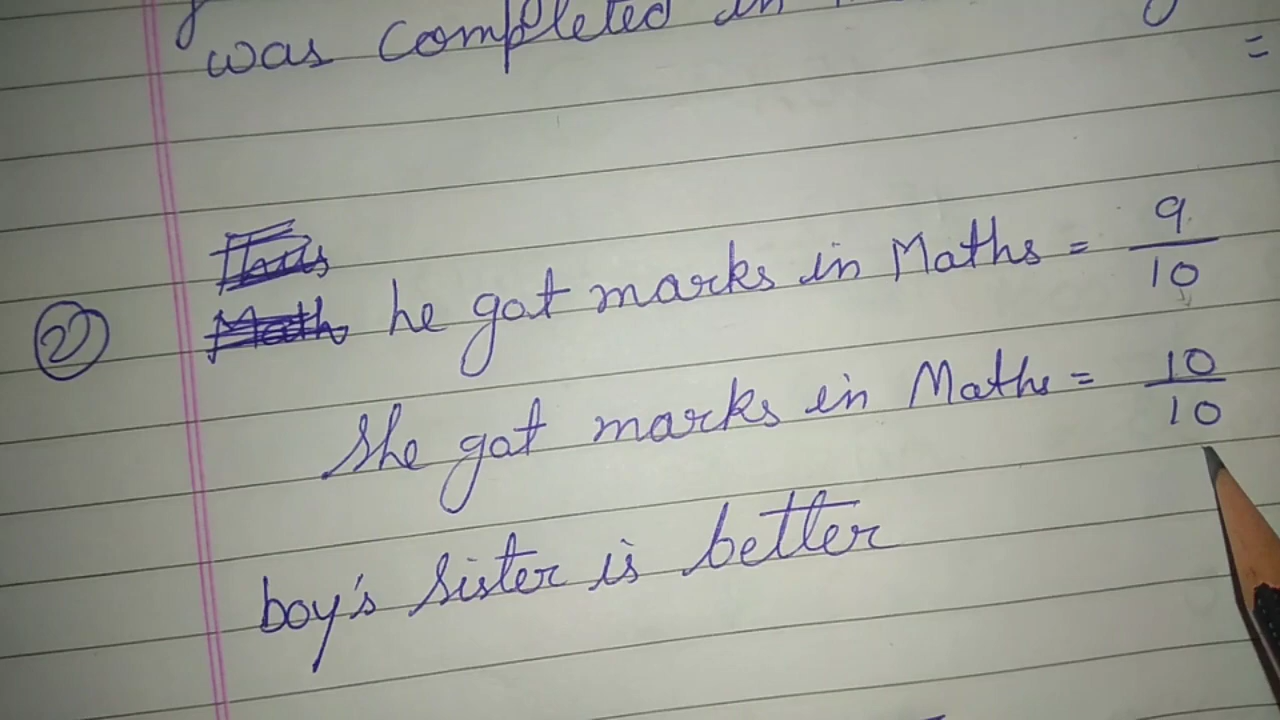 was completed in
=
② he got marks in Maths = 9/10
She got marks in Maths = 10/10
boy's sister is better